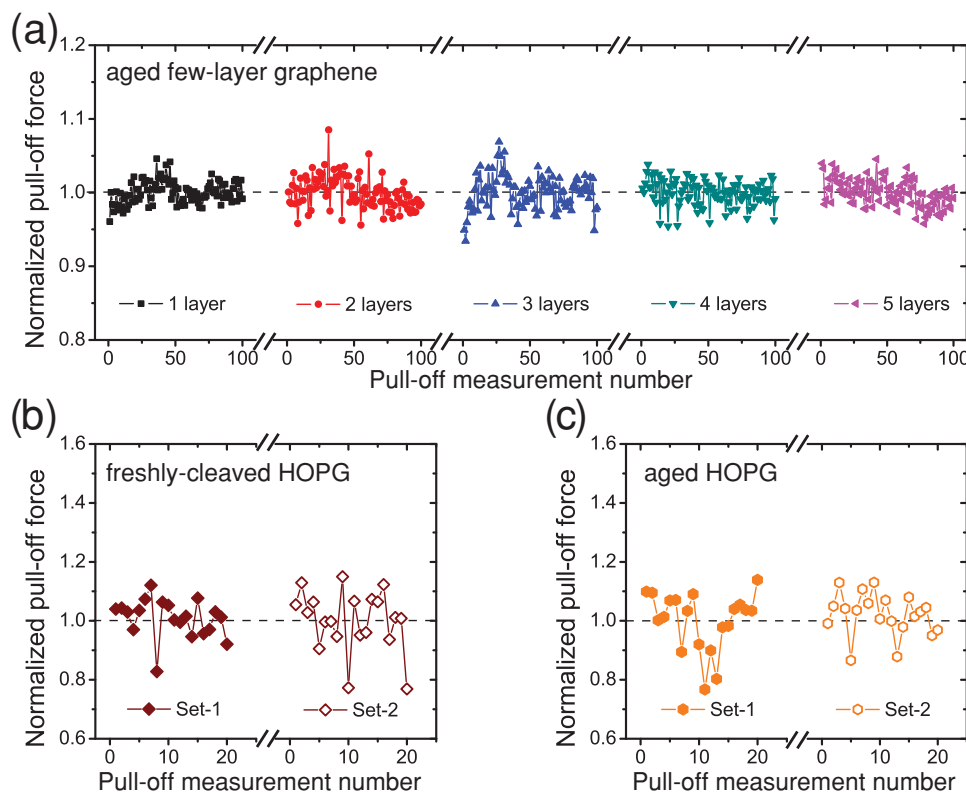 (a)
1.2
1.1
1.0
0.9
0.8
Normalized pull-off force
aged few-layer graphene
1 layer
2 layers
3 layers
4 layers
5 layers
0 50 100 0 50 100 0 50 100 0 50 100 0 50 100
Pull-off measurement number
(b)
1.6
1.4
1.2
1.0
0.8
0.6
Normalized pull-off force
freshly-cleaved HOPG
Set-1
Set-2
0 10 20 0 10 20
Pull-off measurement number
(c)
1.6
1.4
1.2
1.0
0.8
0.6
Normalized pull-off force
aged HOPG
Set-1
Set-2
0 10 20 0 10 20
Pull-off measurement number